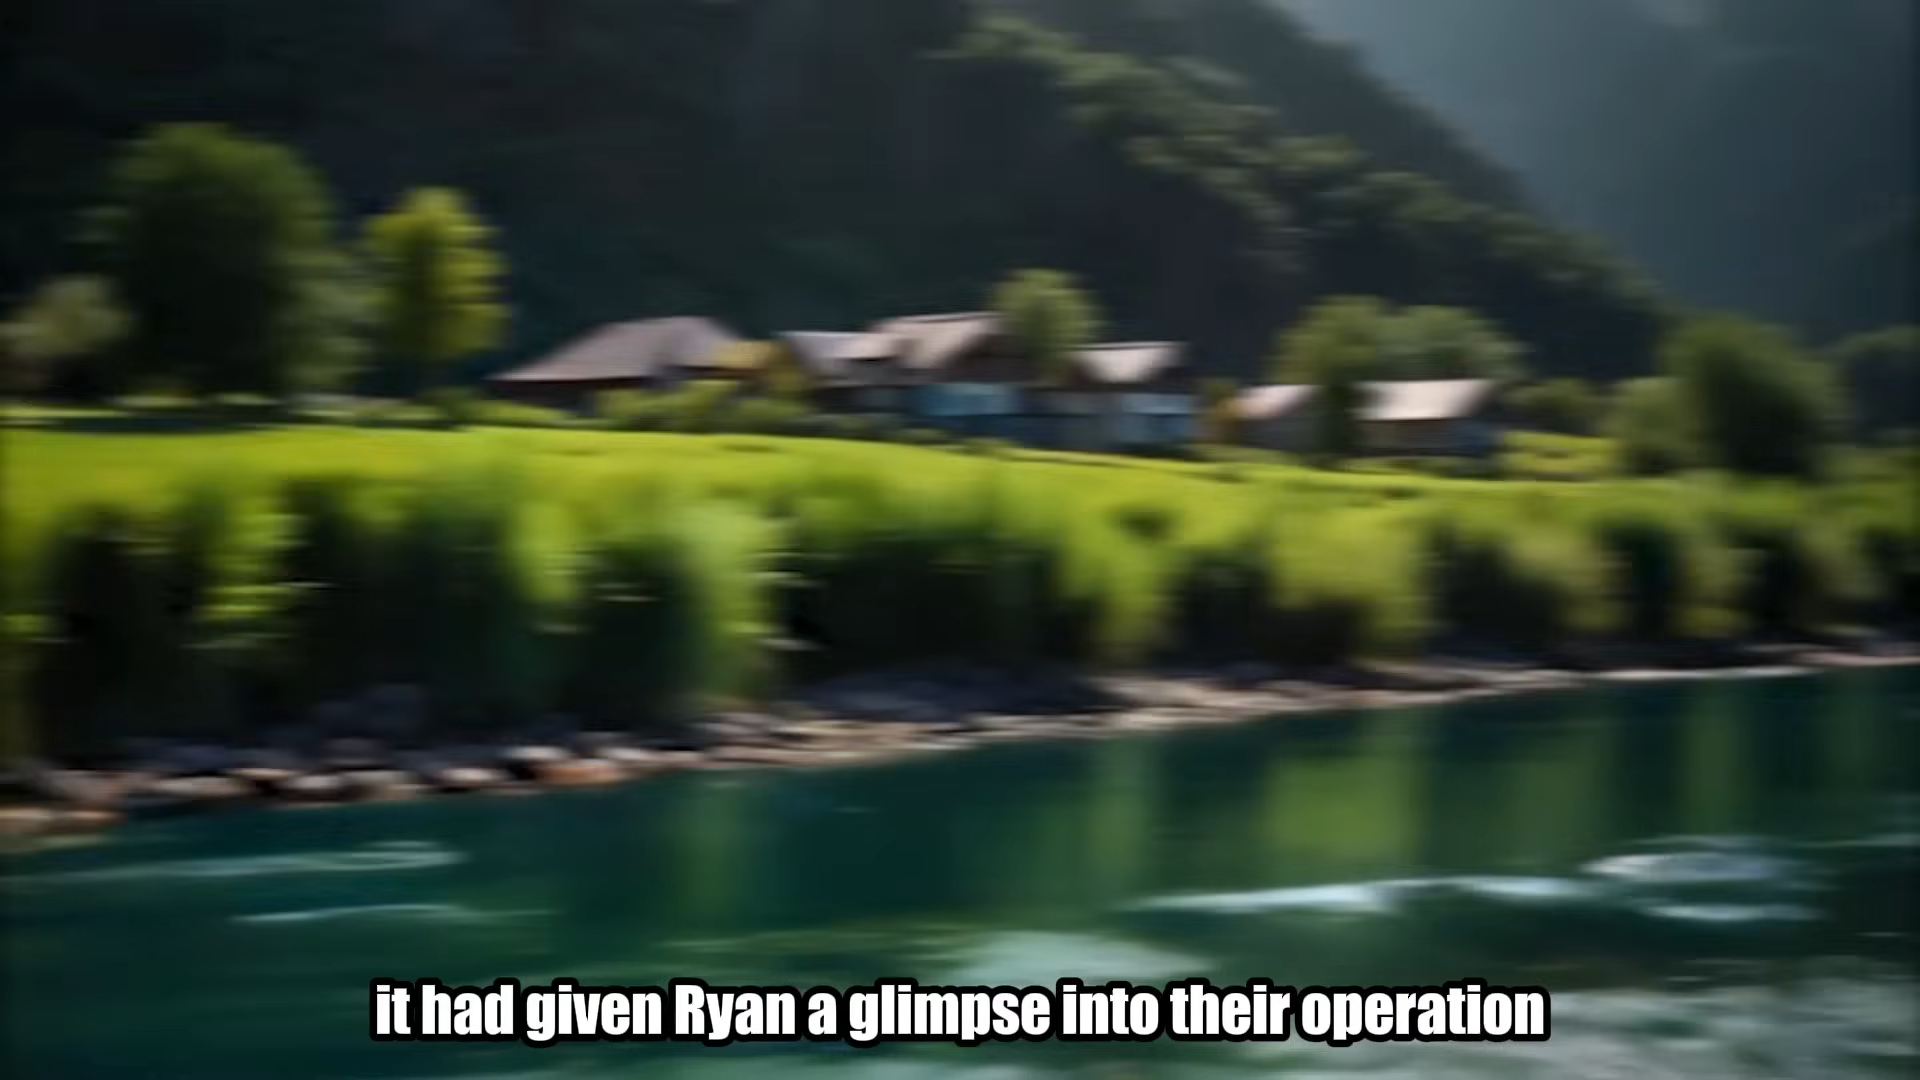 it had given Ryan a glimpse into their operation